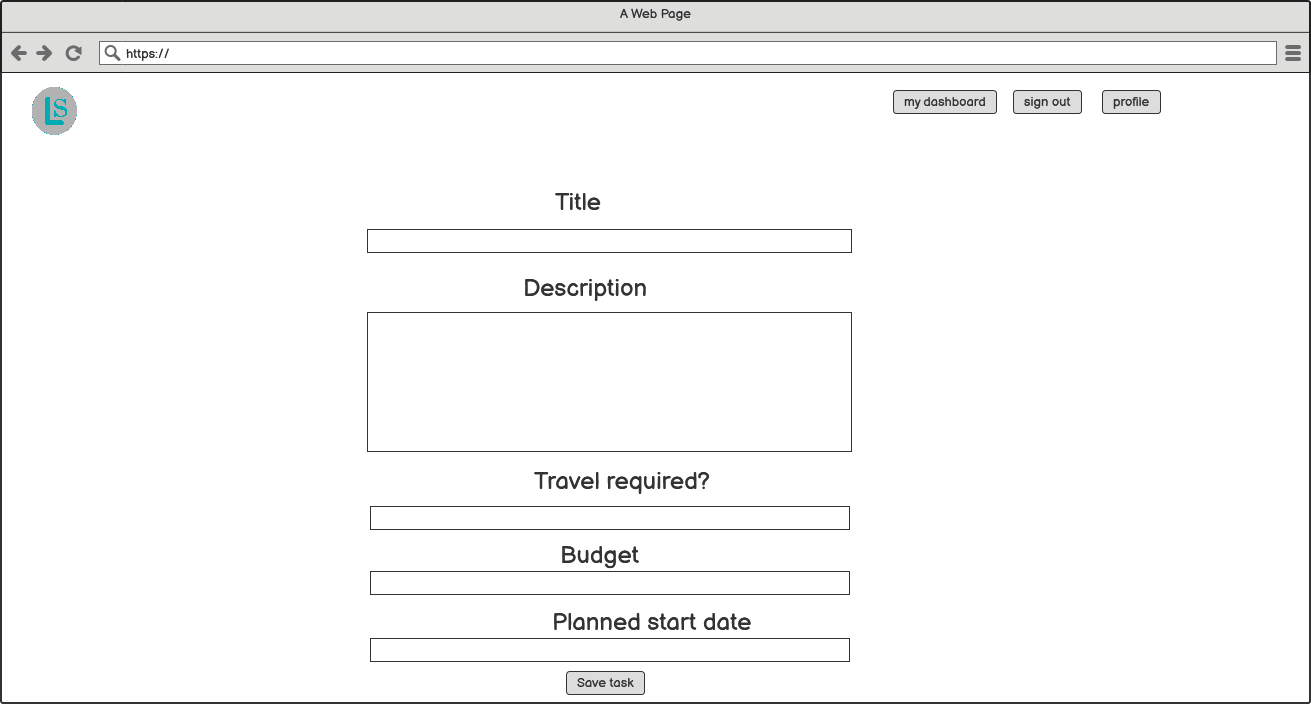 A Web Page
https://
LS
my dashboard
sign out
profile
Title
Description
Travel required?
Budget
Planned start date
Save task